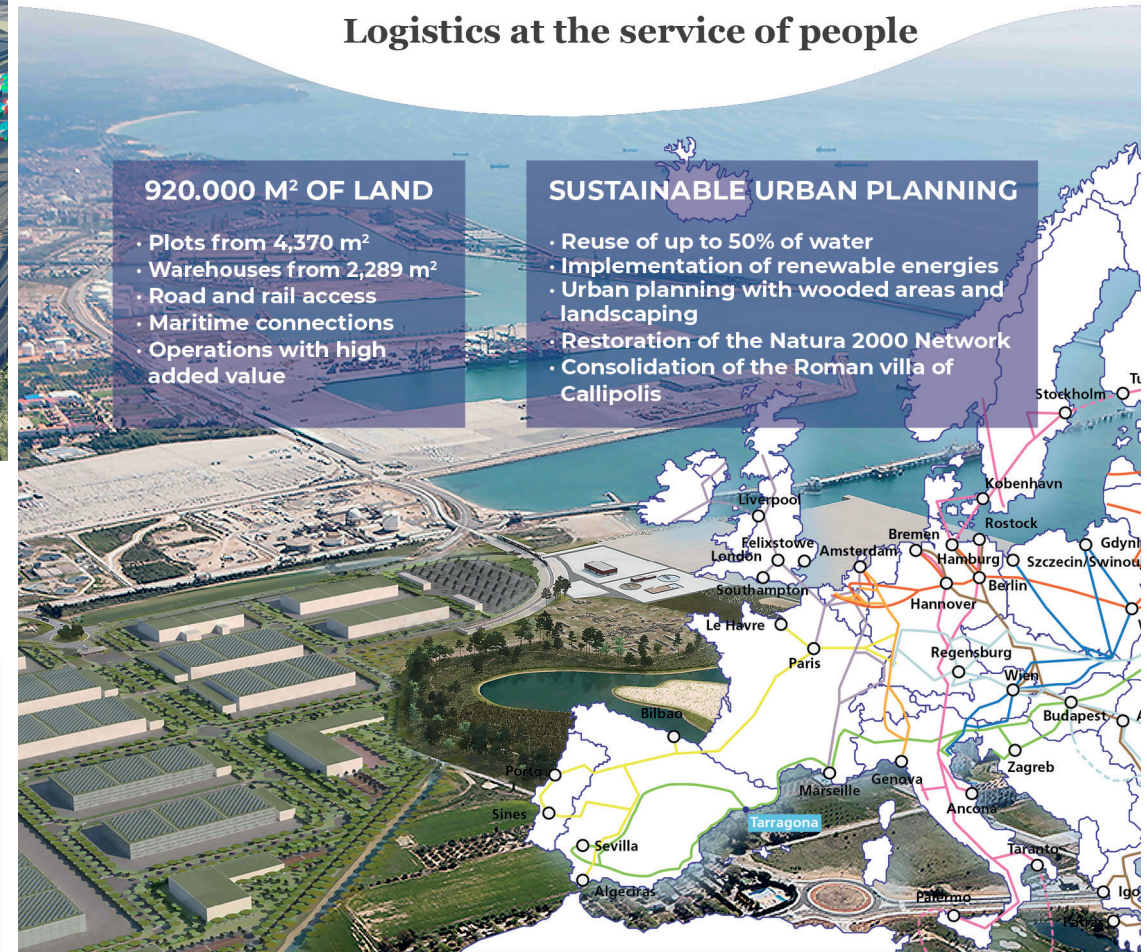 Logistics at the service of people
920.000 M² OF LAND
· Plots from 4,370 m²
· Warehouses from 2,289 m²
· Road and rail access
· Maritime connections
· Operations with high
added value
SUSTAINABLE URBAN PLANNING
· Reuse of up to 50% of water
· Implementation of renewable energies
· Urban planning with wooded areas and
landscaping
· Restoration of the Natura 2000 Network
· Consolidation of the Roman villa of
Callipolis
Stockholm
København
Liverpool
Rostock
Felixstowe
Bremen
London
Amsterdam
Hamburg
Southampton
Berlin
Hannover
Le Havre
Paris
Regensburg
Wien
Bilbao
Budapest
Porto
Marseille
Genova
Zagreb
Sines
Ancona
Tarragona
Sevilla
Taranto
Algeciras
Palermo